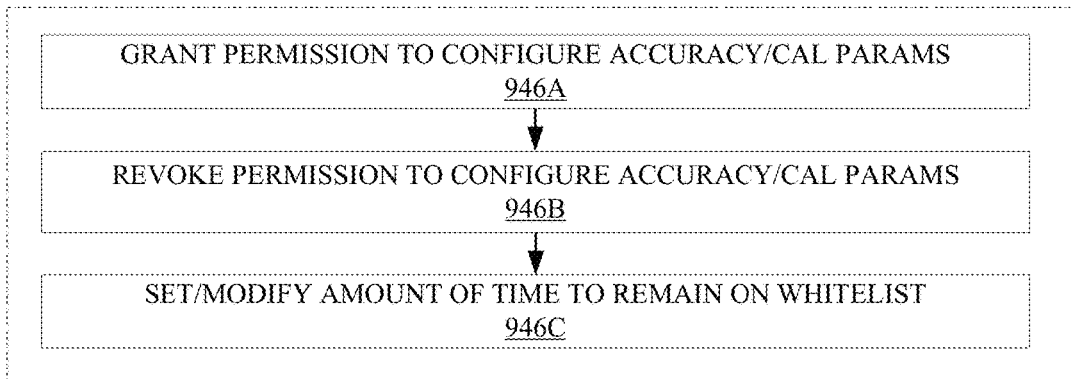 GRANT PERMISSION TO CONFIGURE ACCURACY/CAL PARAMS
946A
REVOKE PERMISSION TO CONFIGURE ACCURACY/CAL PARAMS
946B
SET/MODIFY AMOUNT OF TIME TO REMAIN ON WHITELIST
946C